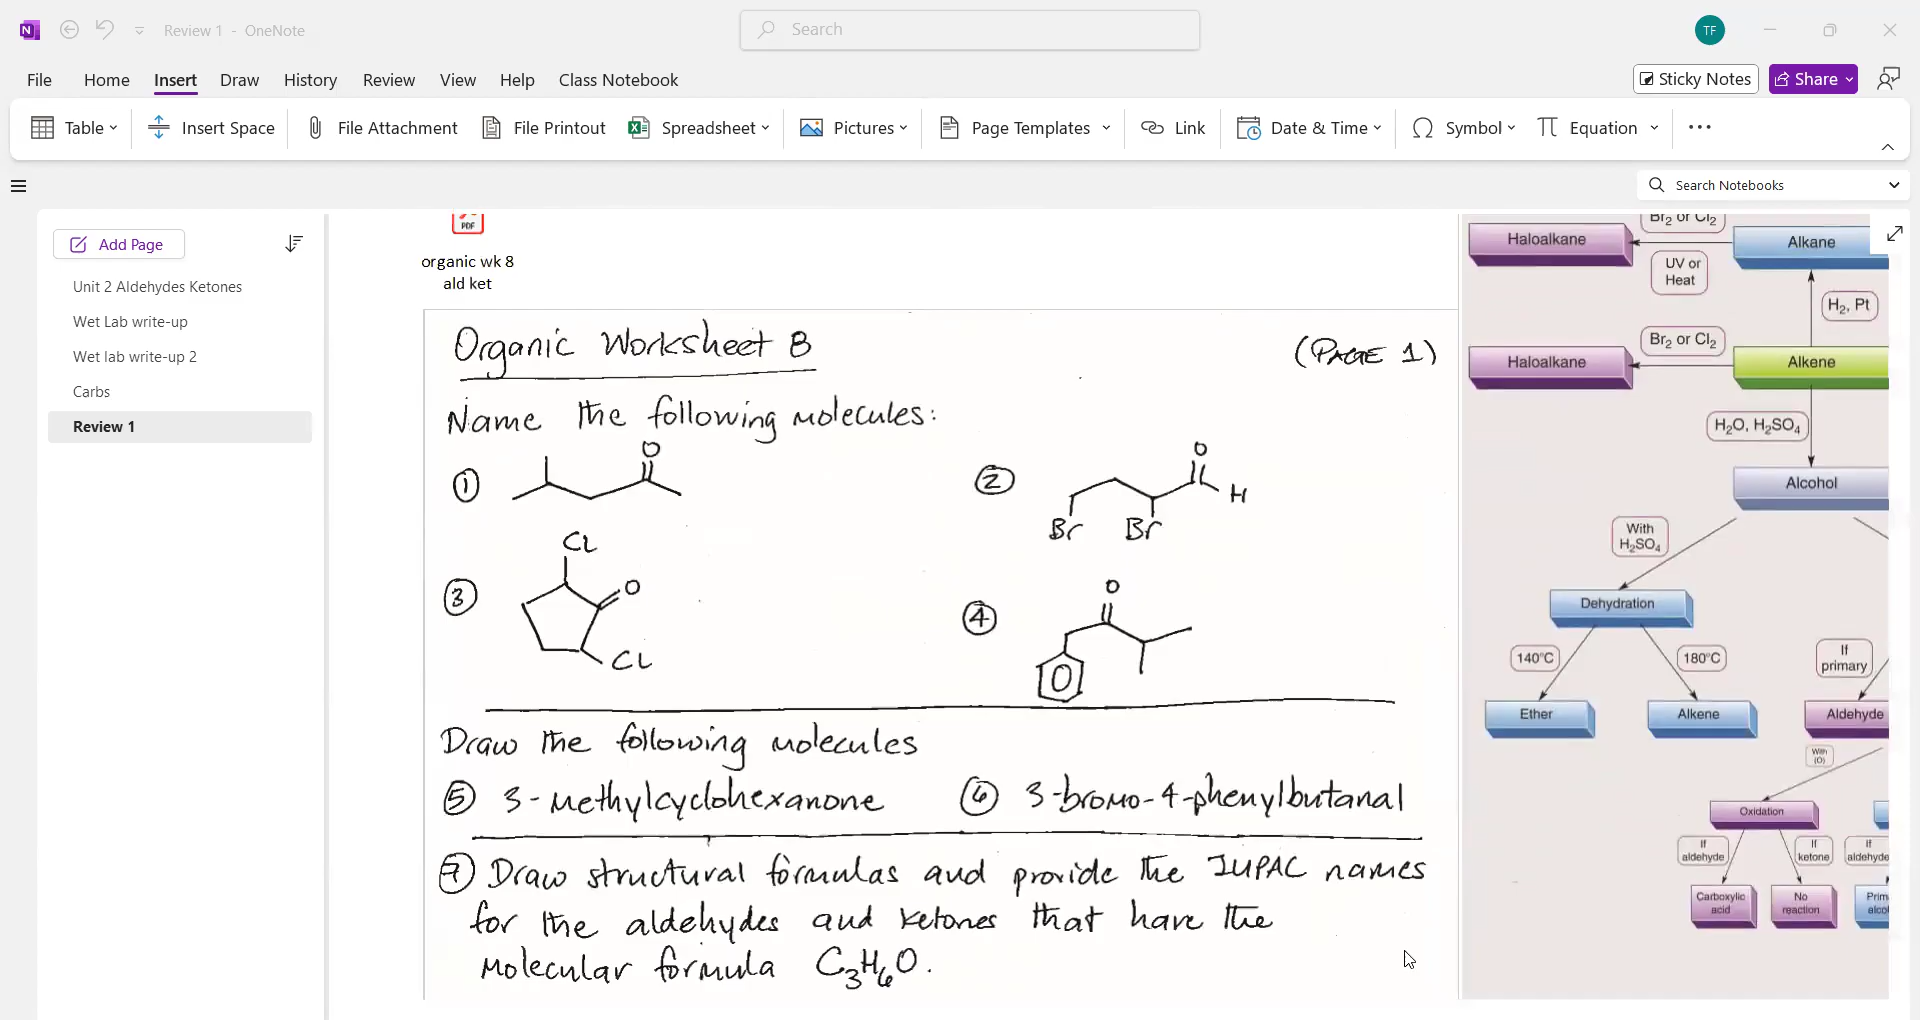 Review 1 - OneNote
Search
TF
File Home Insert Draw History Review View Help Class Notebook
Sticky Notes Share
Table Insert Space File Attachment File Printout Spreadsheet Pictures Page Templates Link Date & Time Symbol Equation
Search Notebooks
Add Page
Unit 2 Aldehydes Ketones
Wet Lab write-up
Wet lab write-up 2
Carbs
Review 1
PDF
organic wk 8
ald ket
Organic Worksheet 8 (PAGE 1)
Name the following molecules:
① O
② O H
Br Br
③ Cl O
Cl
④ O
Draw the following molecules
⑤ 3-methylcyclohexanone ⑥ 3-bromo-4-phenylbutanal
⑦ Draw structural formulas and provide the IUPAC names
for the aldehydes and ketones that have the
molecular formula C₃H₆O.
Br₂ or Cl₂
Haloalkane Alkane
UV or
Heat
H₂, Pt
Br₂ or Cl₂
Haloalkane Alkene
H₂O, H₂SO₄
Alcohol
With
H₂SO₄
Dehydration
140°C 180°C
If
primary
Ether Alkene Aldehyde
With
(O)
Oxidation
If
aldehyde
If
ketone
If
aldehyde
Carboxylic
acid
No
reaction
Prim
alcol